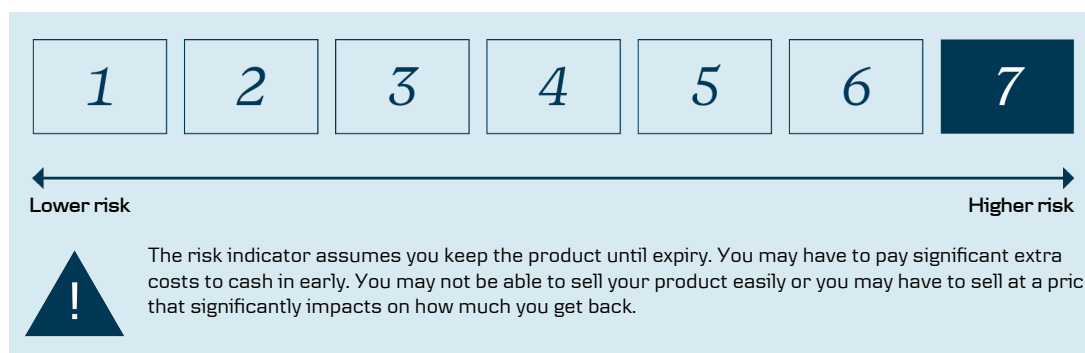 1 2 3 4 5 6 7
Lower risk Higher risk
The risk indicator assumes you keep the product until expiry. You may have to pay significant extra
costs to cash in early. You may not be able to sell your product easily or you may have to sell at a pric
that significantly impacts on how much you get back.
!